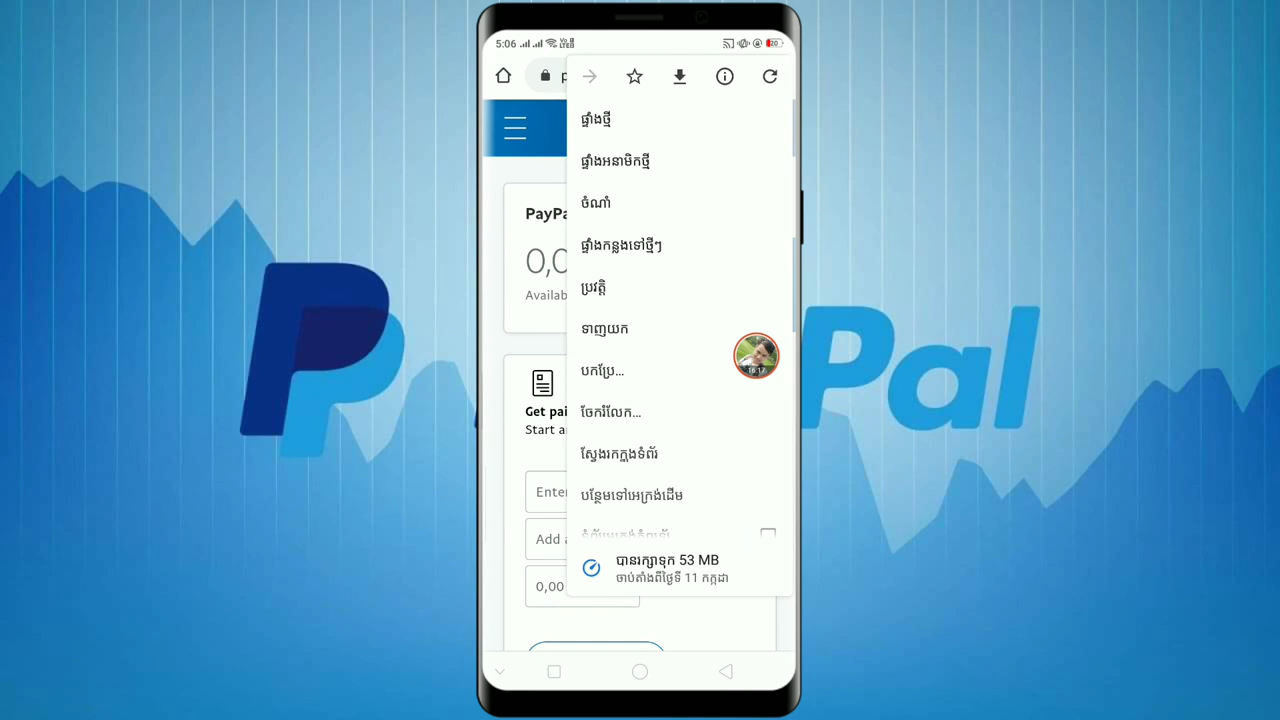 5:06
20
PayPa
0,0
Availab
Get pai
Start a
Enter
Add a
0,00
ផ្ទាំងថ្មី
ផ្ទាំងអនាមិកថ្មី
ចំណាំ
ផ្ទាំងកន្លងទៅថ្មីៗ
ប្រវត្តិ
ទាញយក
បកប្រែ...
ចែករំលែក...
ស្វែងរកក្នុងទំព័រ
បន្ថែមទៅអេក្រង់ដើម
បានរក្សាទុក 53 MB
ចាប់តាំងពីថ្ងៃទី 11 កក្កដា
16:17
Pal